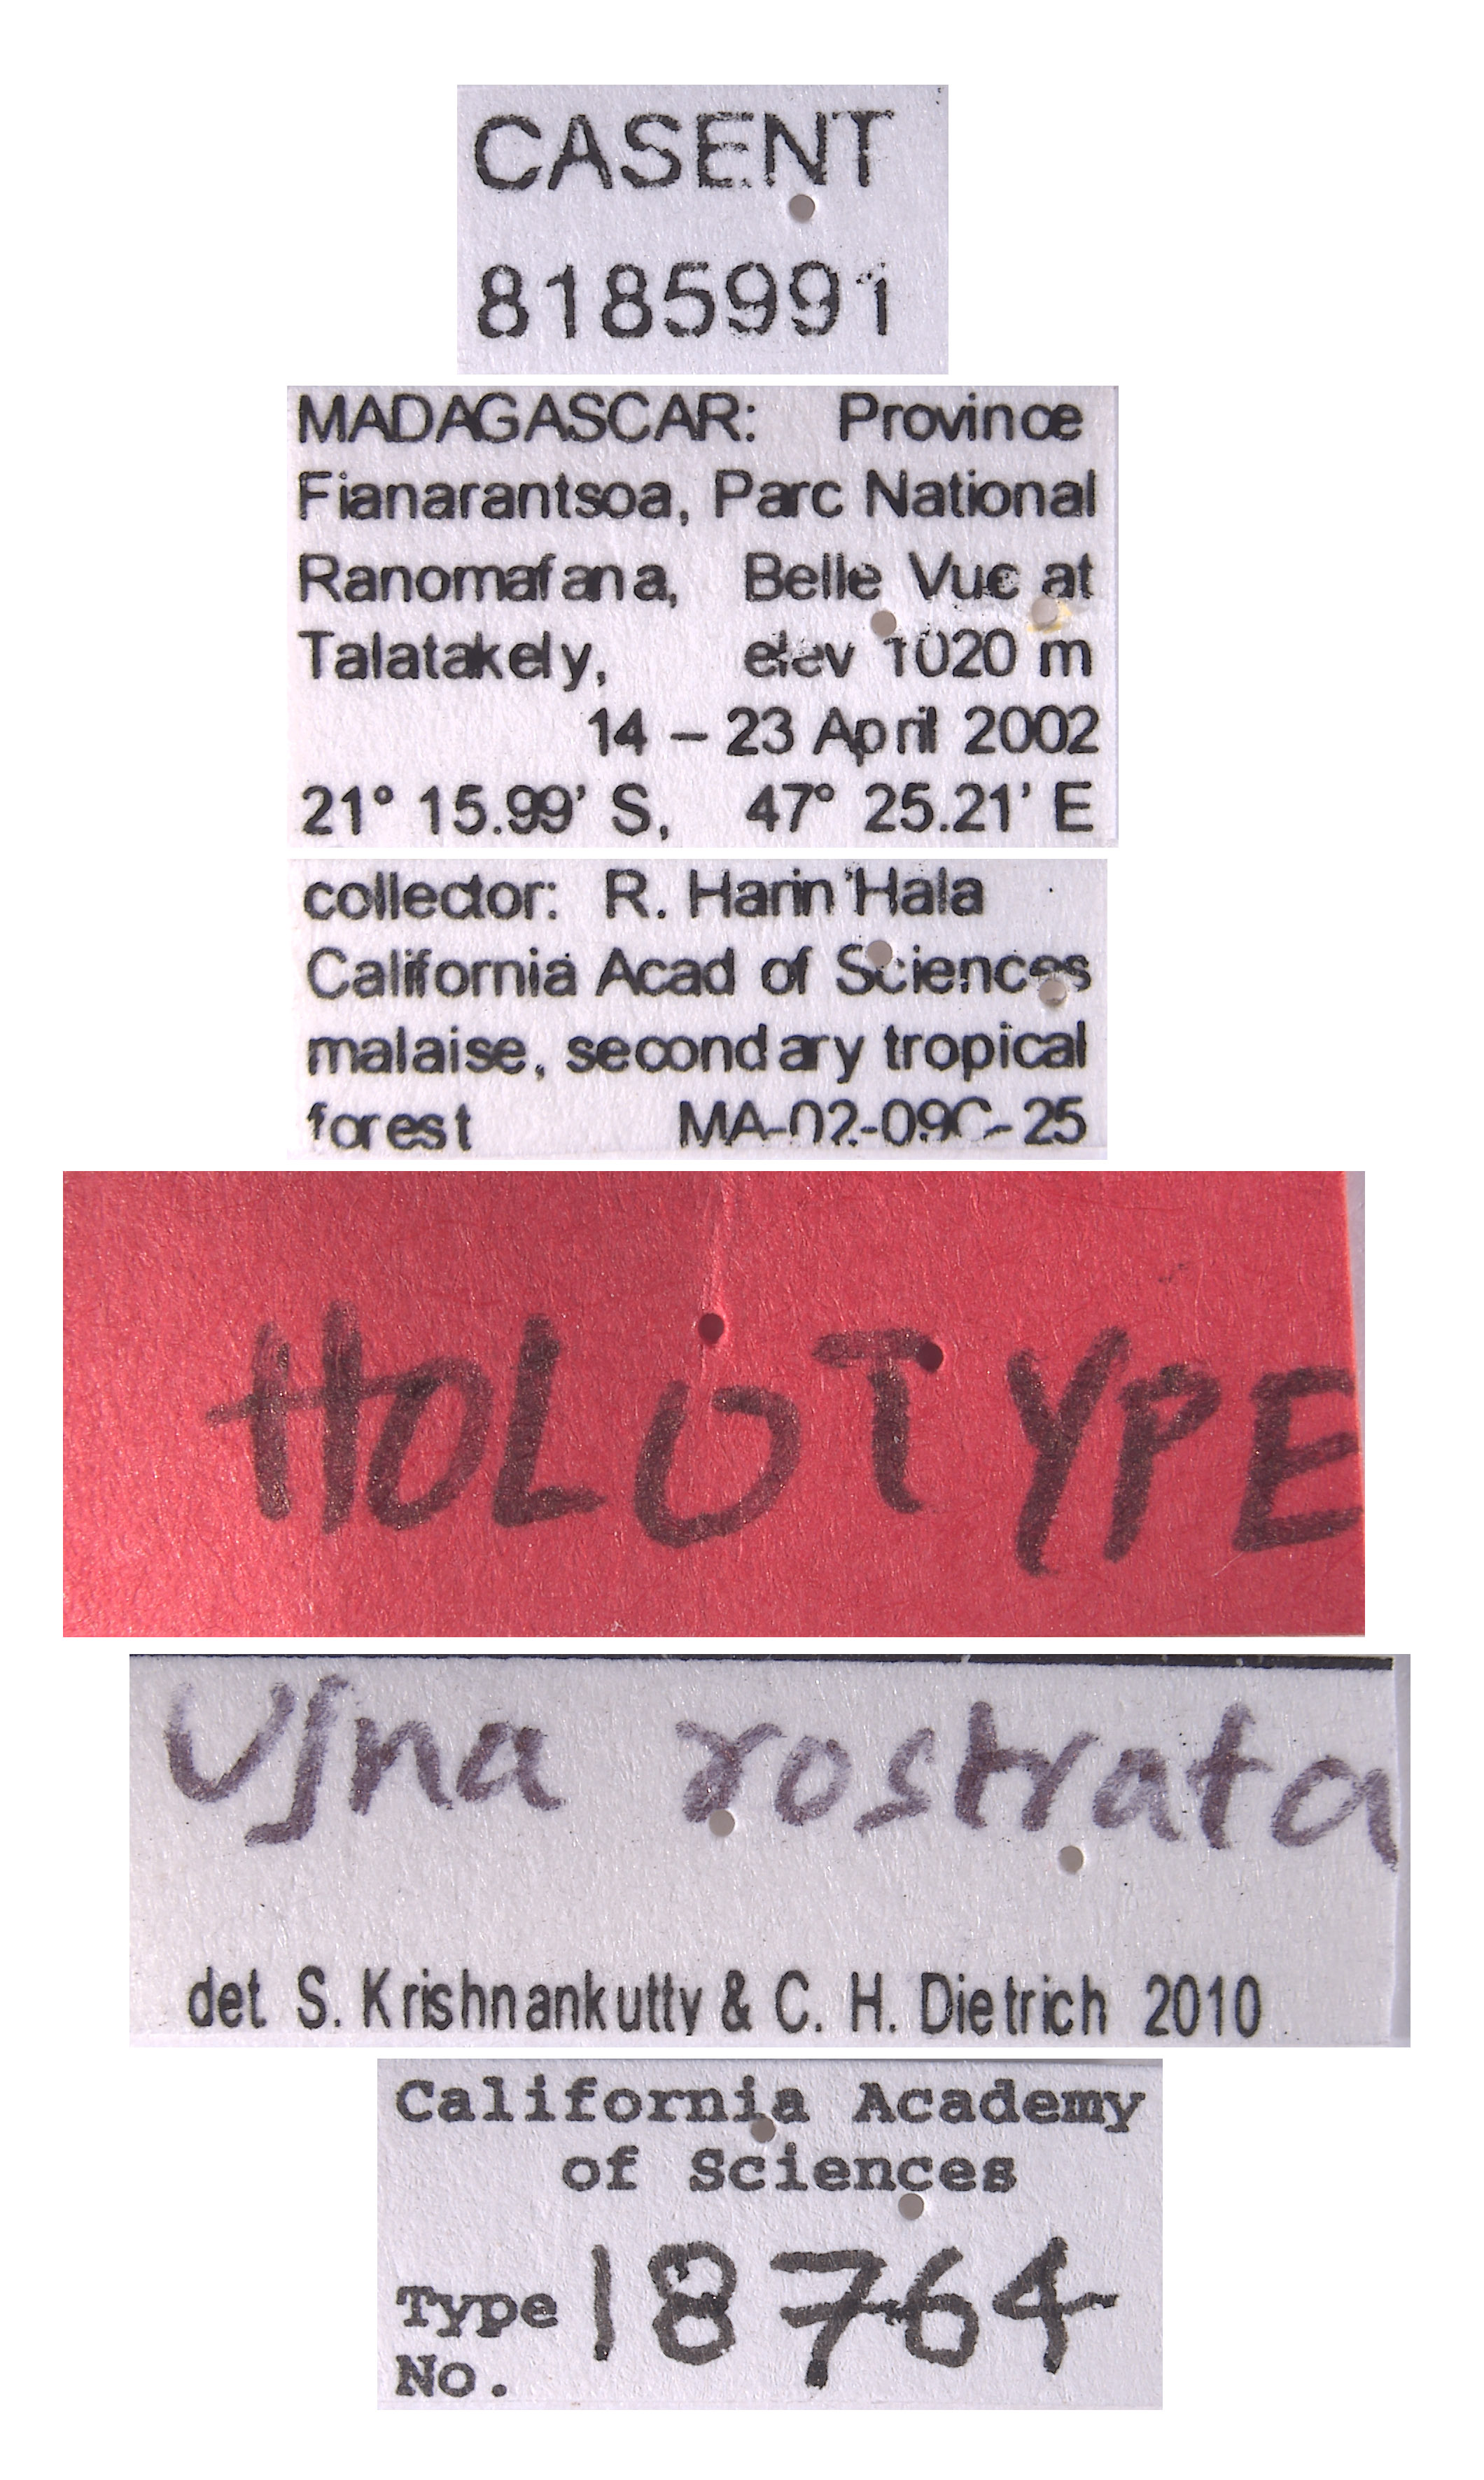 CASENT
8185991
MADAGASCAR: Province
Fianarantsoa, Parc National
Ranomafana, Belle Vue at
Talatakely, elev 1020 m
14 – 23 April 2002
21° 15.99' S, 47° 25.21' E
collector: R. Harin'Hala
California Acad of Sciences
malaise, secondary tropical
forest MA-02-09C-25
HOLOTYPE
Ujna rostrata
det. S. Krishnankutty & C. H. Dietrich 2010
California Academy
of Sciences
Type 18764
No.